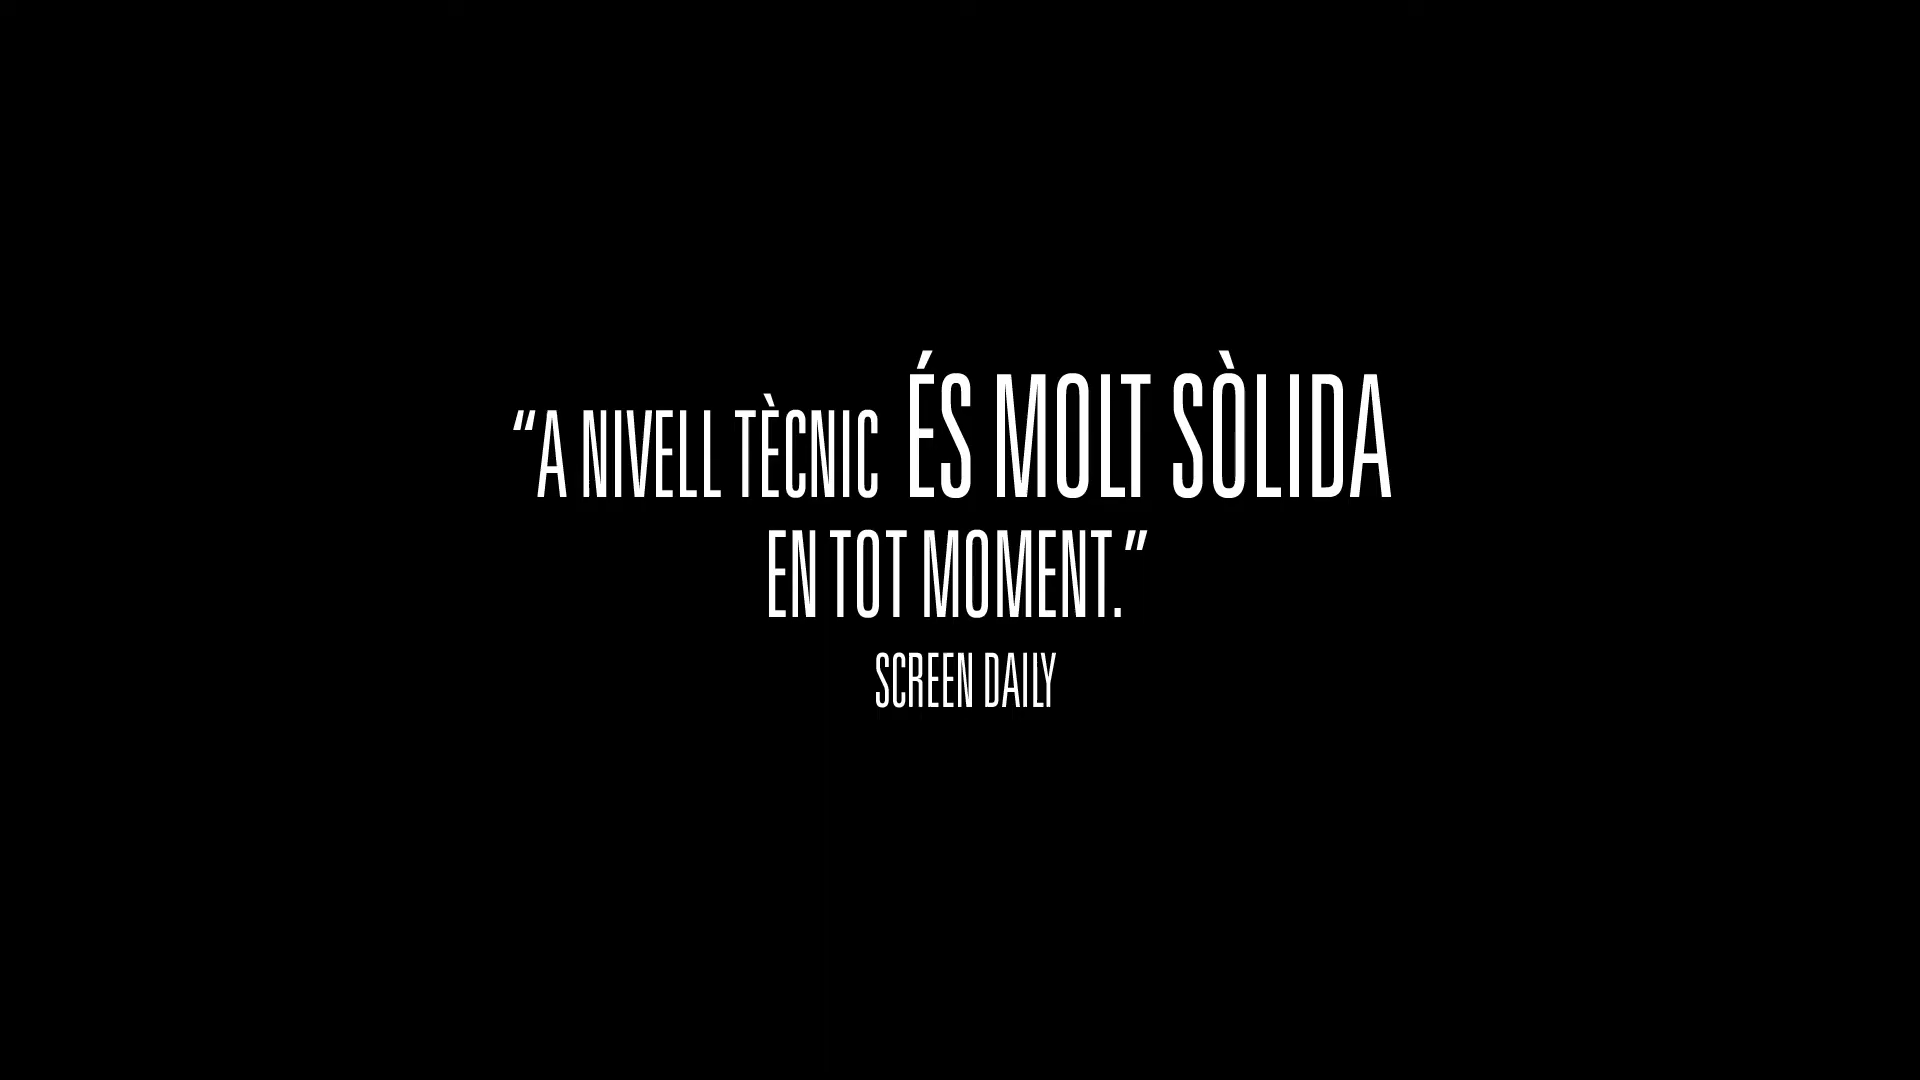 “A NIVELL TÈCNIC ÉS MOLT SÒLIDA
EN TOT MOMENT.”
SCREEN DAILY